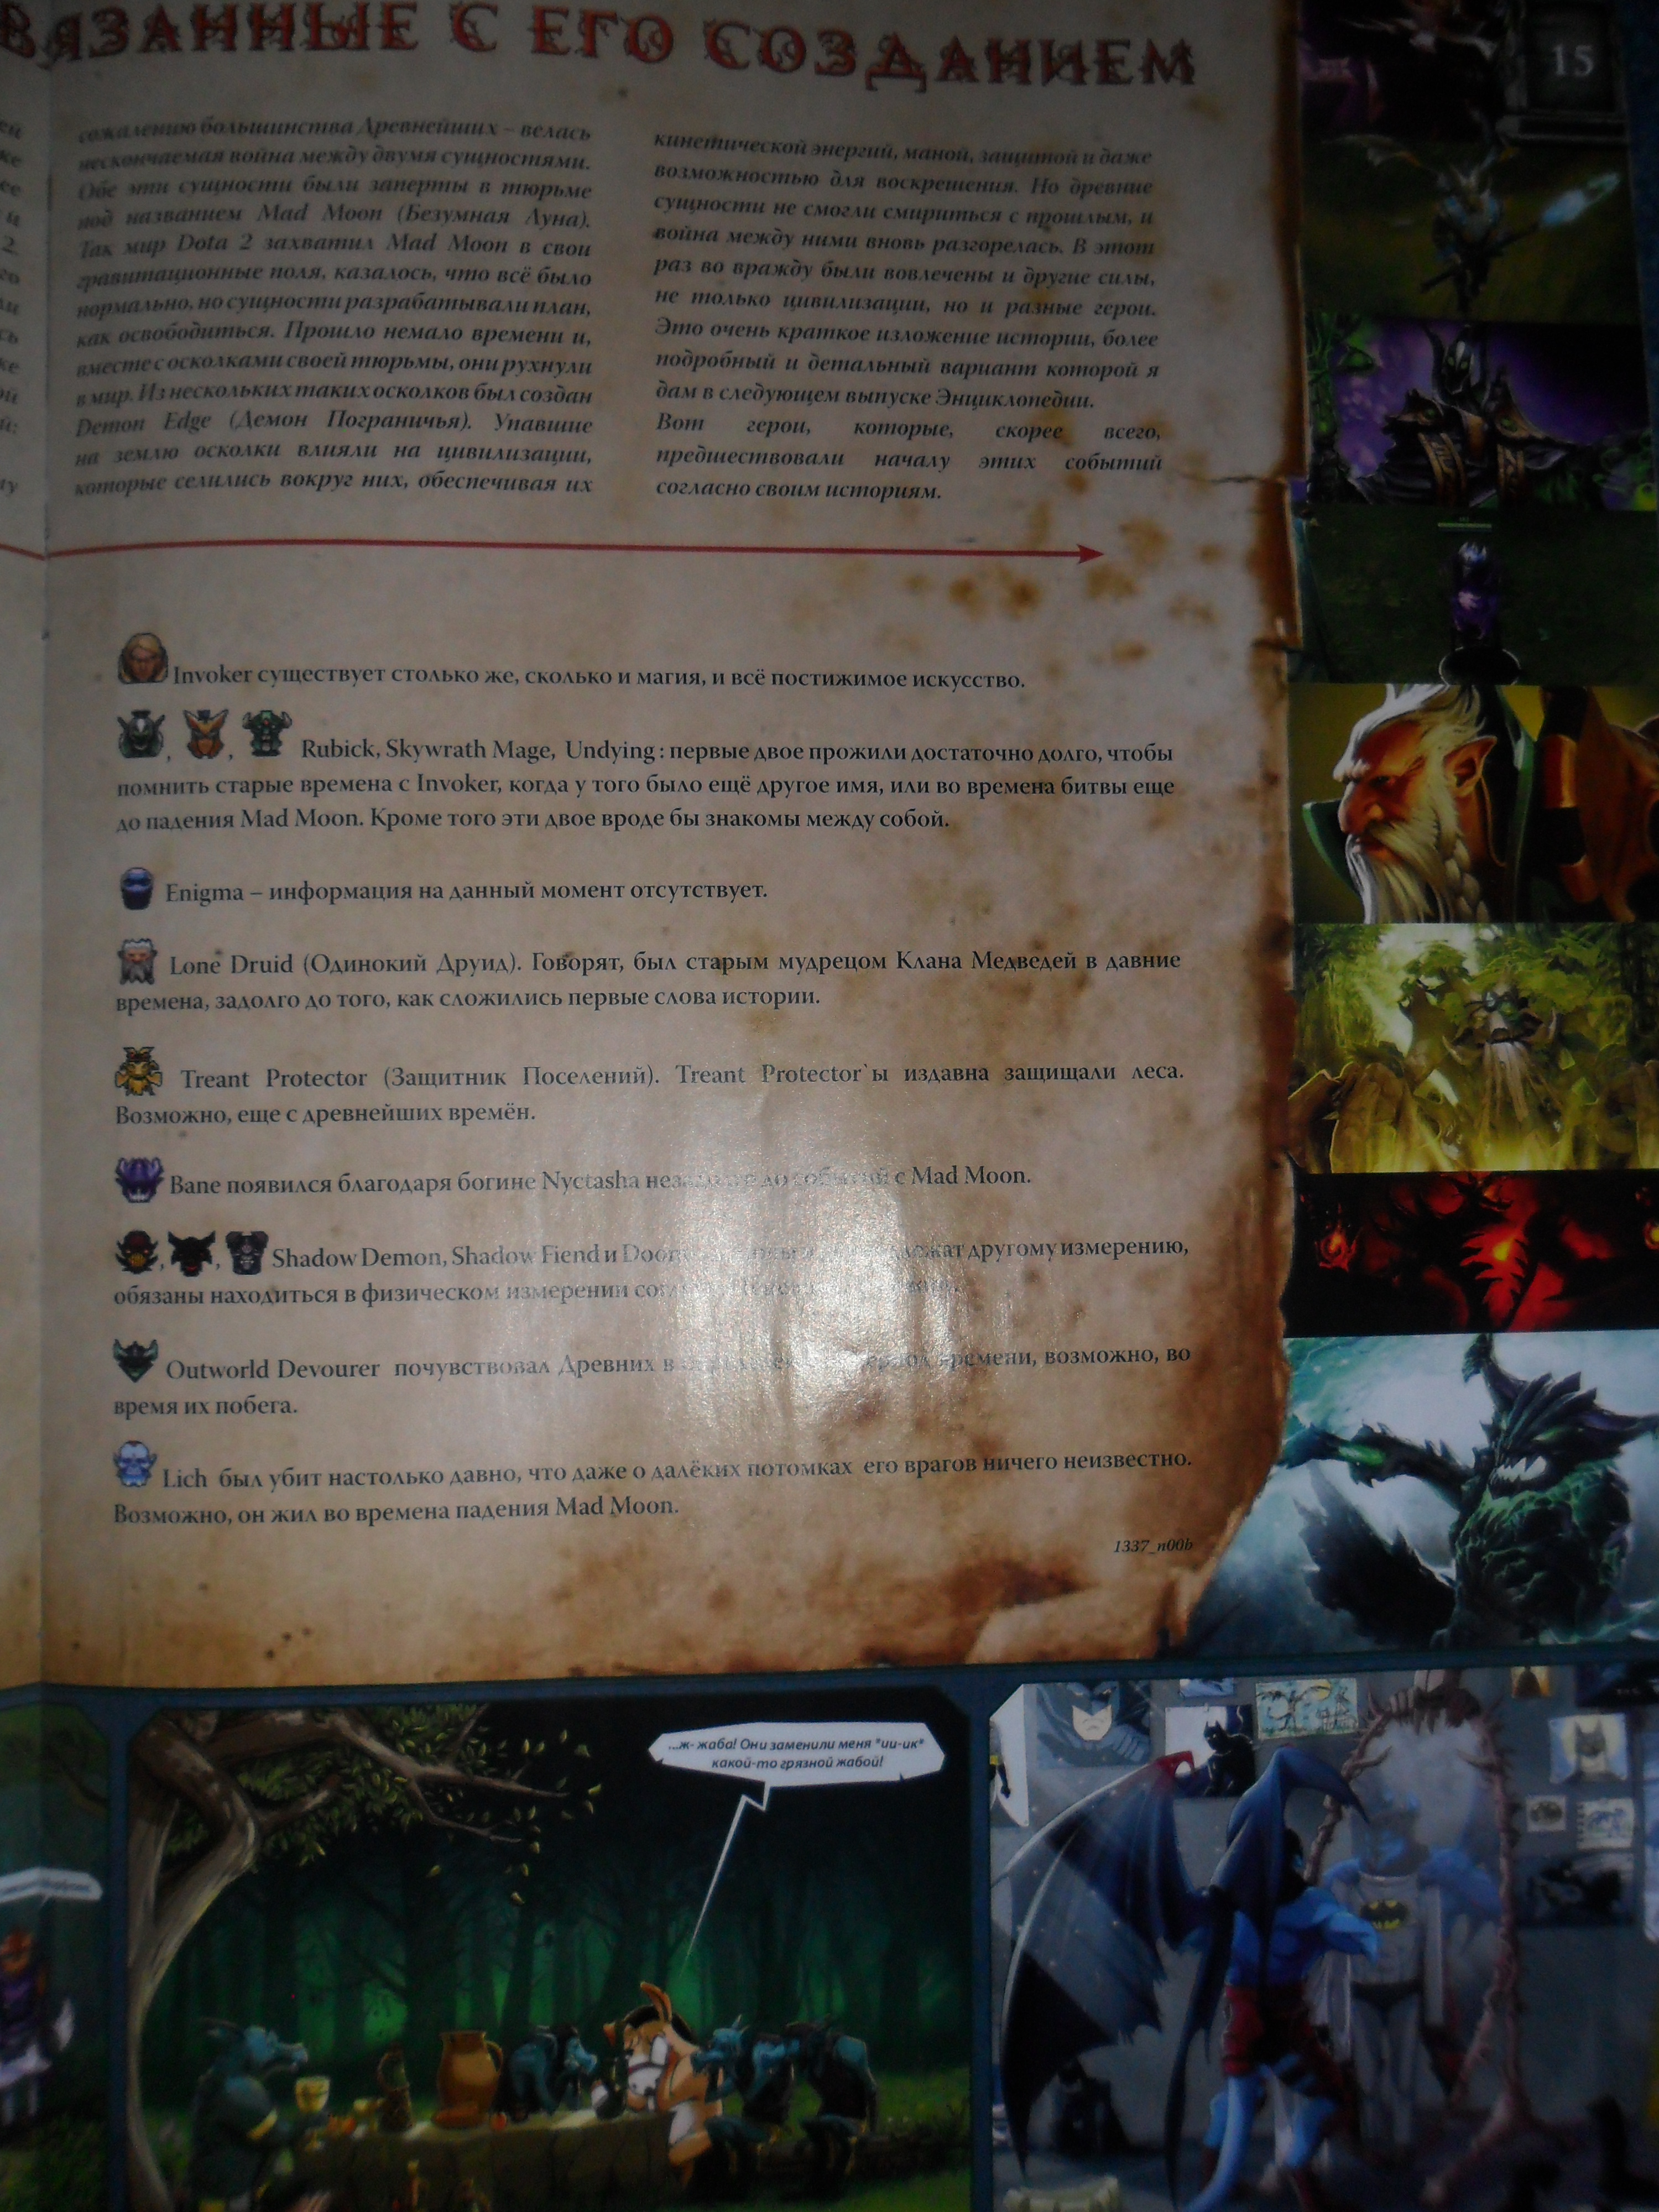 ВЯЗАННЫЕ С ЕГО СОЗДАНИЕМ
15
сожалению большинства Древнейших – велась
нескончаемая война между двумя сущностями.
Обе эти сущности были заперты в тюрьме
под названием Mad Moon (Безумная Луна).
Так мир Dota 2 захватил Mad Moon в свои
гравитационные поля, казалось, что всё было
нормально, но сущности разрабатывали план,
как освободиться. Прошло немало времени и,
вместе с осколками своей тюрьмы, они рухнули
в мир. Из нескольких таких осколков был создан
Demon Edge (Демон Пограничья). Упавшие
на землю осколки влияли на цивилизации,
которые селились вокруг них, обеспечивая их
кинетической энергий, маной, защитой и даже
возможностью для воскрешения. Но древние
сущности не смогли смириться с прошлым, и
война между ними вновь разгорелась. В этот
раз во вражду были вовлечены и другие силы,
не только цивилизации, но и разные герои.
Это очень краткое изложение истории, более
подробный и детальный вариант которой я
дам в следующем выпуске Энциклопедии.
Вот герои, которые, скорее всего,
предшествовали началу этих событий
согласно своим историям.
Invoker существует столько же, сколько и магия, и всё постижимое искусство.
, , Rubick, Skywrath Mage, Undying : первые двое прожили достаточно долго, чтобы
помнить старые времена с Invoker, когда у того было ещё другое имя, или во времена битвы еще
до падения Mad Moon. Кроме того эти двое вроде бы знакомы между собой.
Enigma – информация на данный момент отсутствует.
Lone Druid (Одинокий Друид). Говорят, был старым мудрецом Клана Медведей в давние
времена, задолго до того, как сложились первые слова истории.
Treant Protector (Защитник Поселений). Treant Protector`ы издавна защищали леса.
Возможно, еще с древнейших времён.
Bane появился благодаря богине Nyctasha до событий с Mad Moon.
, , Shadow Demon, Shadow Fiend и другому измерению,
обязаны находиться в физическом измерении
Outworld Devourer почувствовал Древних в времени, возможно, во
время их побега.
Lich был убит настолько давно, что даже о далёких потомках его врагов ничего неизвестно.
Возможно, он жил во времена падения Mad Moon.
1337_n00b
...ж- жаба! Они заменили меня *ии-ик*
какой-то грязной жабой!